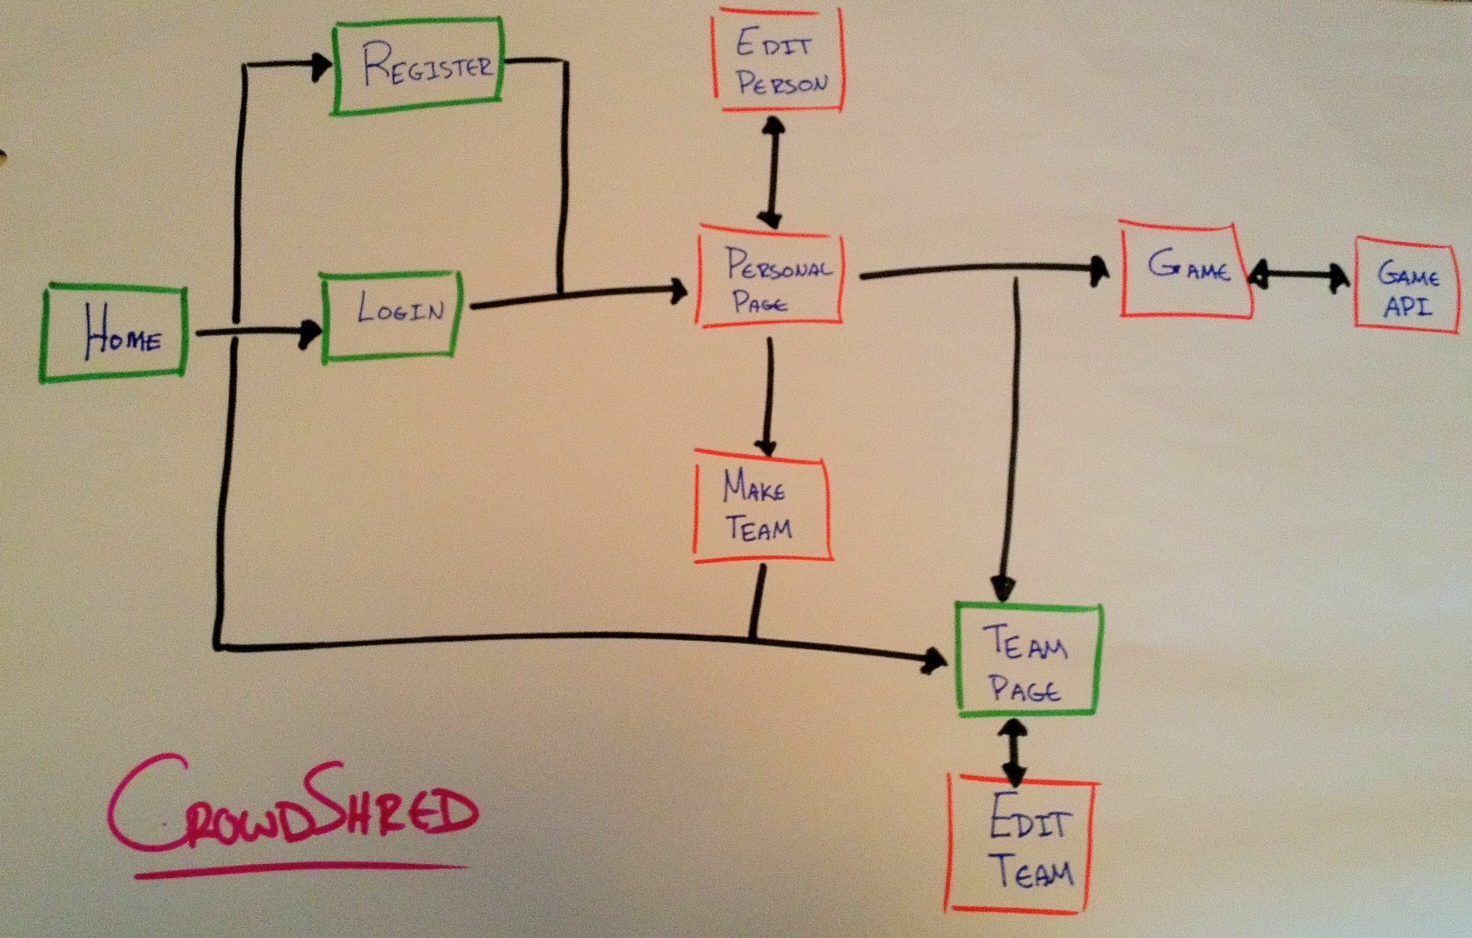 REGISTER
EDIT
PERSON
HOME
LOGIN
PERSONAL
PAGE
GAME
GAME
API
MAKE
TEAM
TEAM
PAGE
EDIT
TEAM
CROWDSHRED